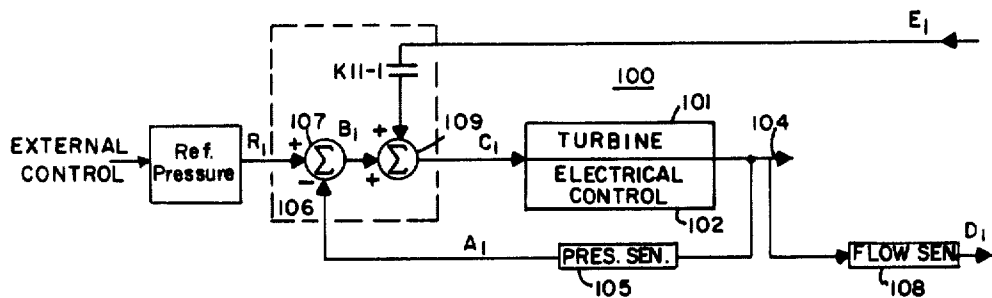 E1
K11-1
100
101
107
B1
+
109
104
EXTERNAL
CONTROL
Ref.
Pressure
R1
+
Σ
-
+
Σ
C1
TURBINE
ELECTRICAL
CONTROL
106
102
A1
PRES. SEN.
105
FLOW SEN
D1
108